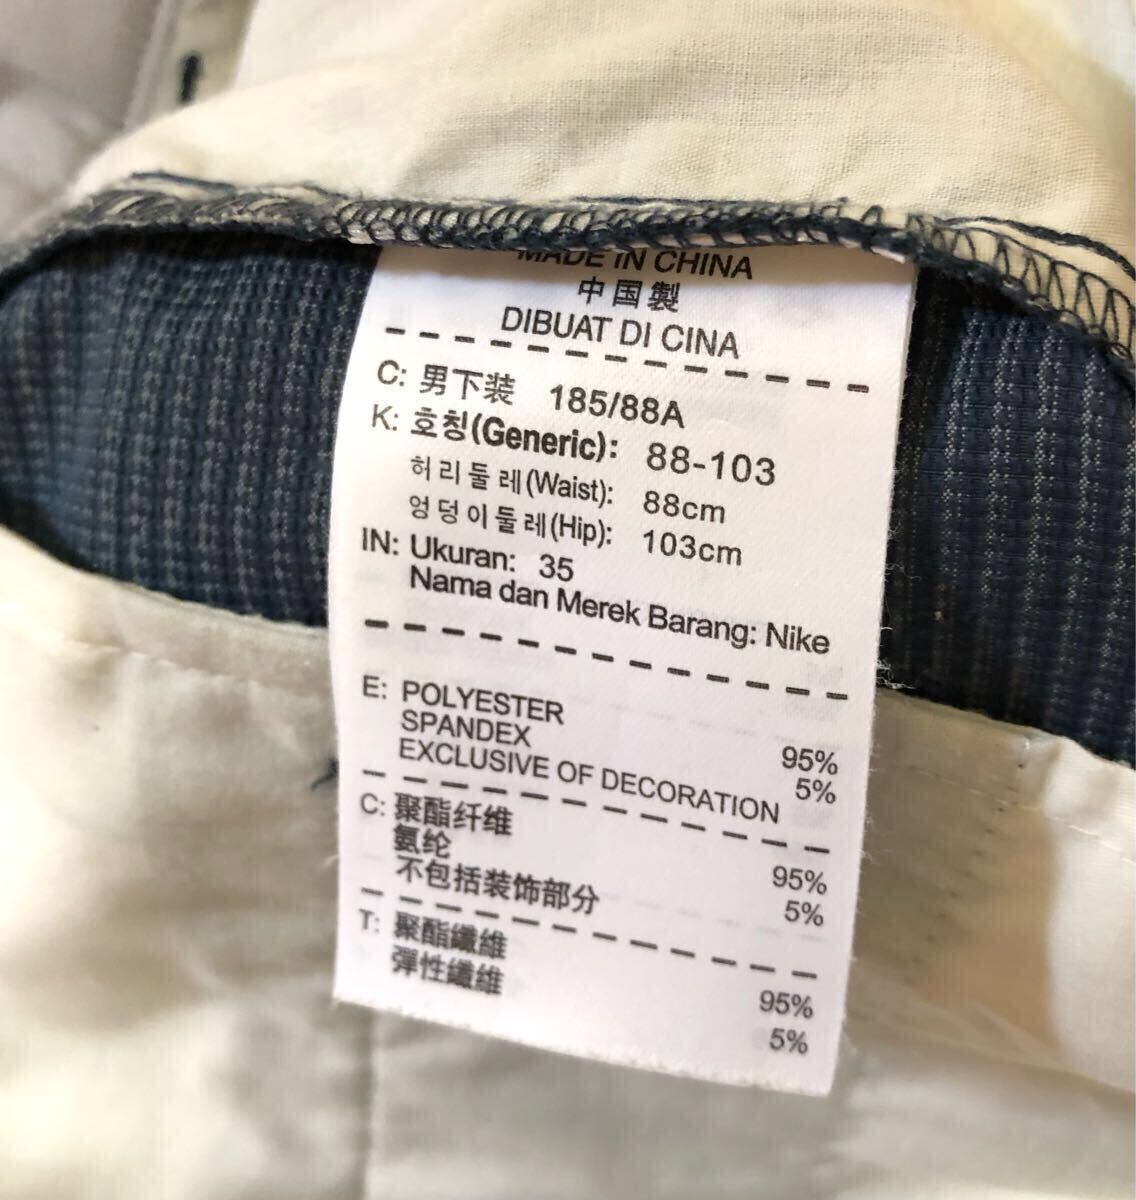 MADE IN CHINA
中国製
DIBUAT DI CINA
C: 男下装 185/88A
K: 호칭(Generic): 88-103
허리둘레(Waist): 88cm
엉덩이둘레(Hip): 103cm
IN: Ukuran: 35
Nama dan Merek Barang: Nike
E: POLYESTER 95%
SPANDEX 5%
EXCLUSIVE OF DECORATION
C: 聚酯纤维 95%
氨纶 5%
不包括装饰部分
T: 聚酯纖維 95%
彈性纖維 5%